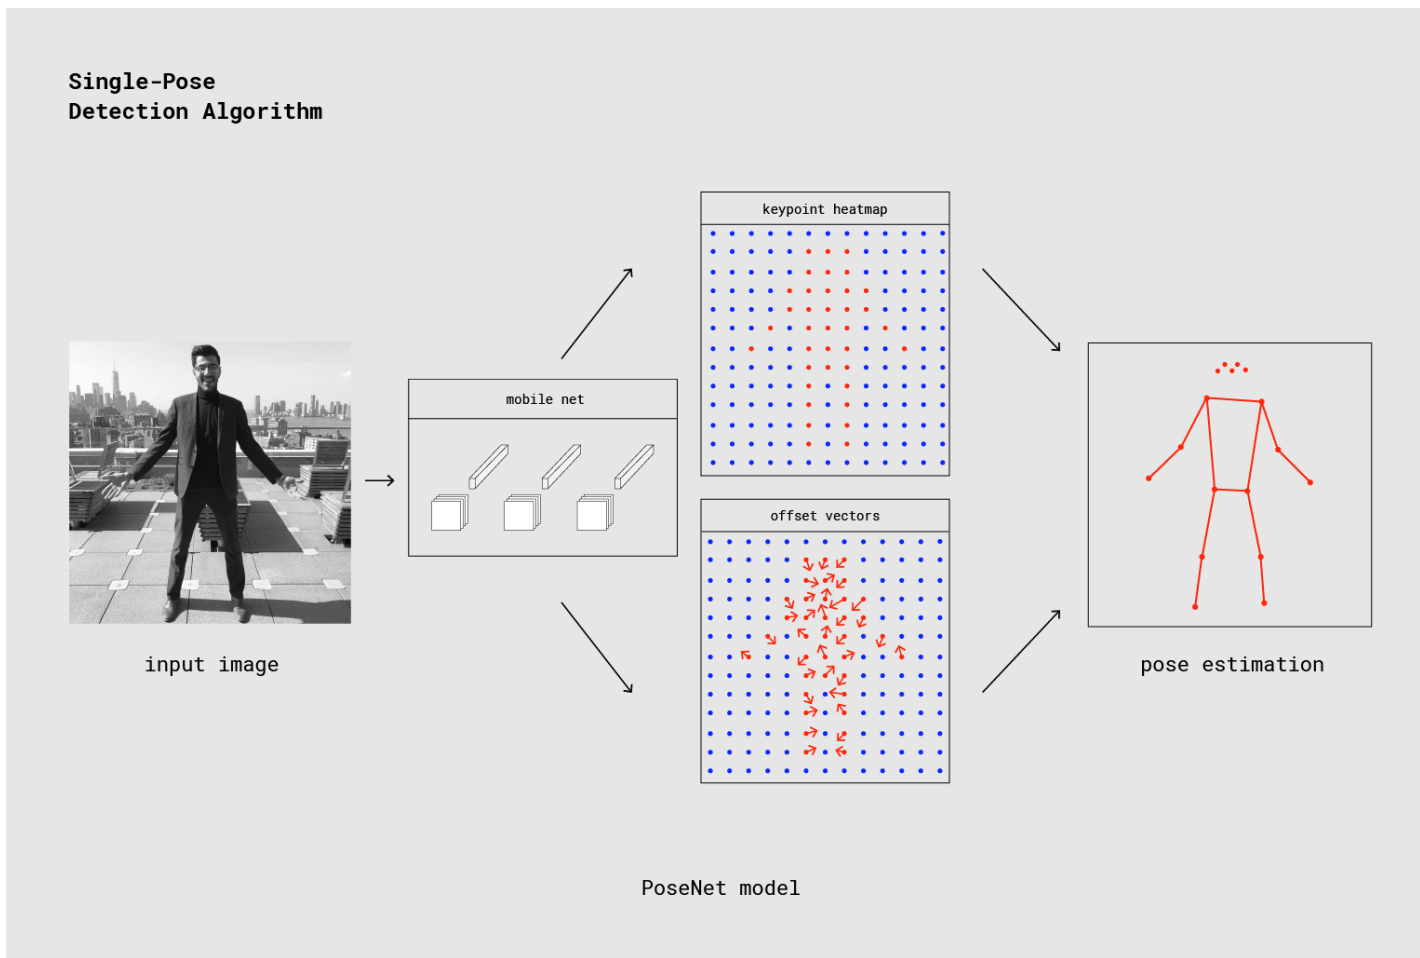 Single-Pose
Detection Algorithm
keypoint heatmap
mobile net
offset vectors
input image
pose estimation
PoseNet model